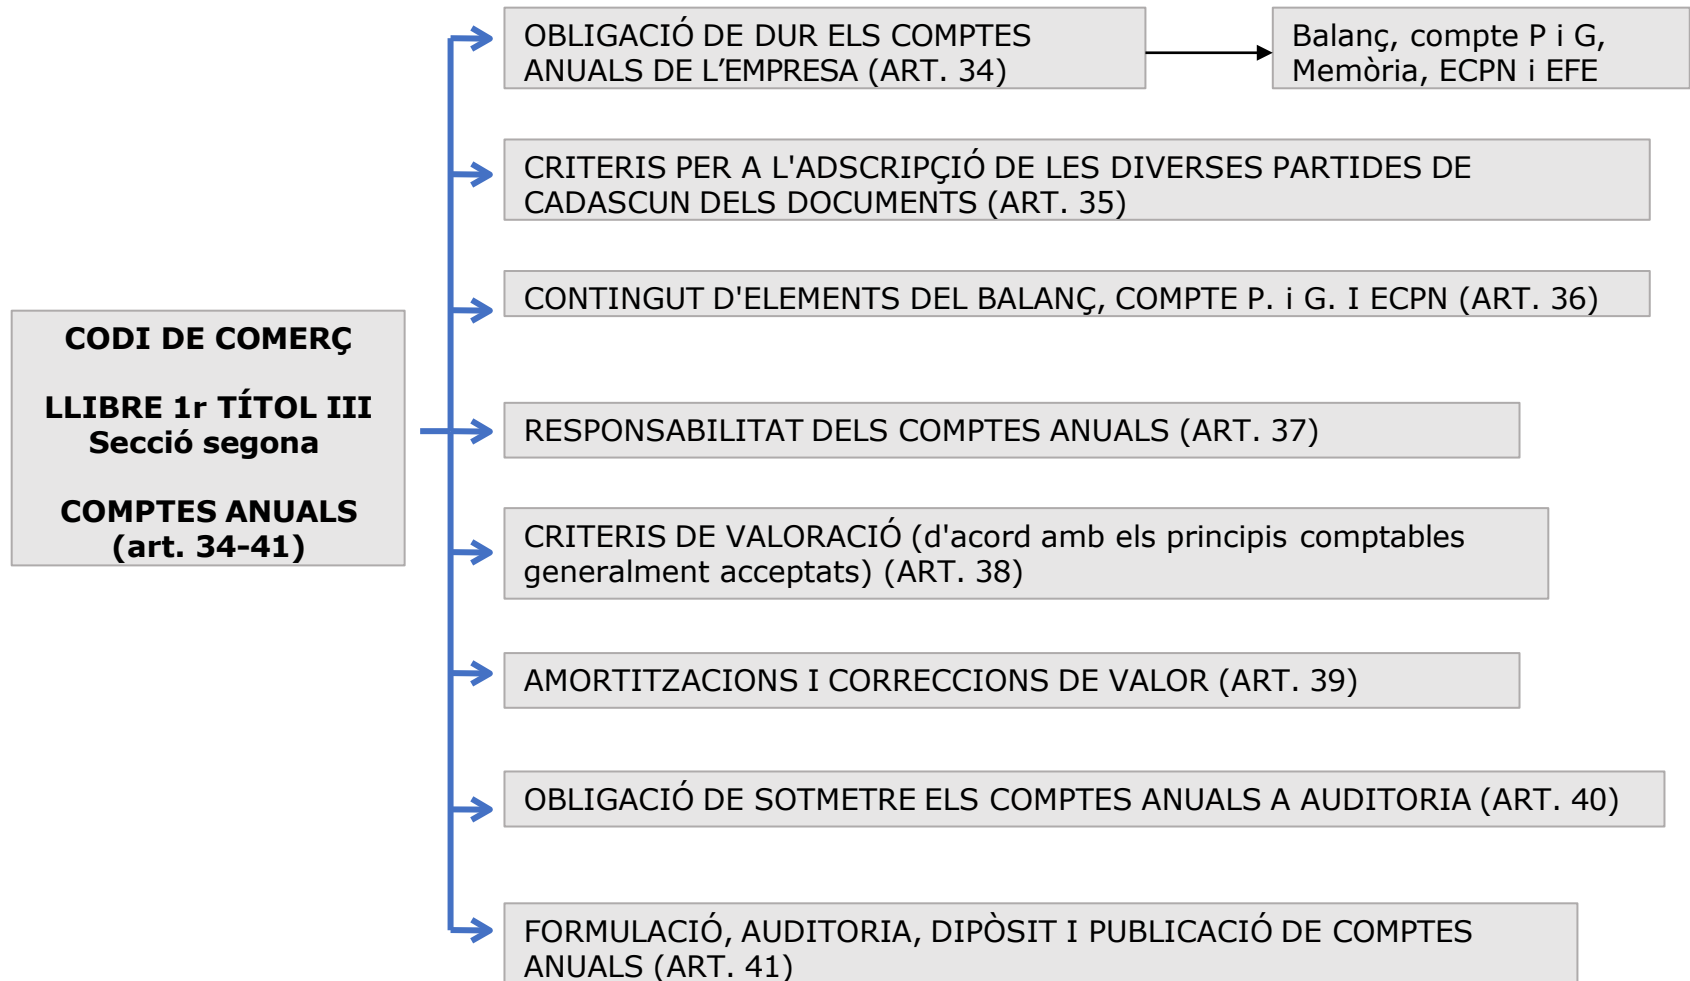 OBLIGACIÓ DE DUR ELS COMPTES
ANUALS DE L’EMPRESA (ART. 34)
Balanç, compte P i G,
Memòria, ECPN i EFE
CRITERIS PER A L'ADSCRIPÇIÓ DE LES DIVERSES PARTIDES DE
CADASCUN DELS DOCUMENTS (ART. 35)
CONTINGUT D'ELEMENTS DEL BALANÇ, COMPTE P. i G. I ECPN (ART. 36)
CODI DE COMERÇ
LLIBRE 1r TÍTOL III
Secció segona
COMPTES ANUALS
(art. 34-41)
RESPONSABILITAT DELS COMPTES ANUALS (ART. 37)
CRITERIS DE VALORACIÓ (d'acord amb els principis comptables
generalment acceptats) (ART. 38)
AMORTITZACIONS I CORRECCIONS DE VALOR (ART. 39)
OBLIGACIÓ DE SOTMETRE ELS COMPTES ANUALS A AUDITORIA (ART. 40)
FORMULACIÓ, AUDITORIA, DIPÒSIT I PUBLICACIÓ DE COMPTES
ANUALS (ART. 41)